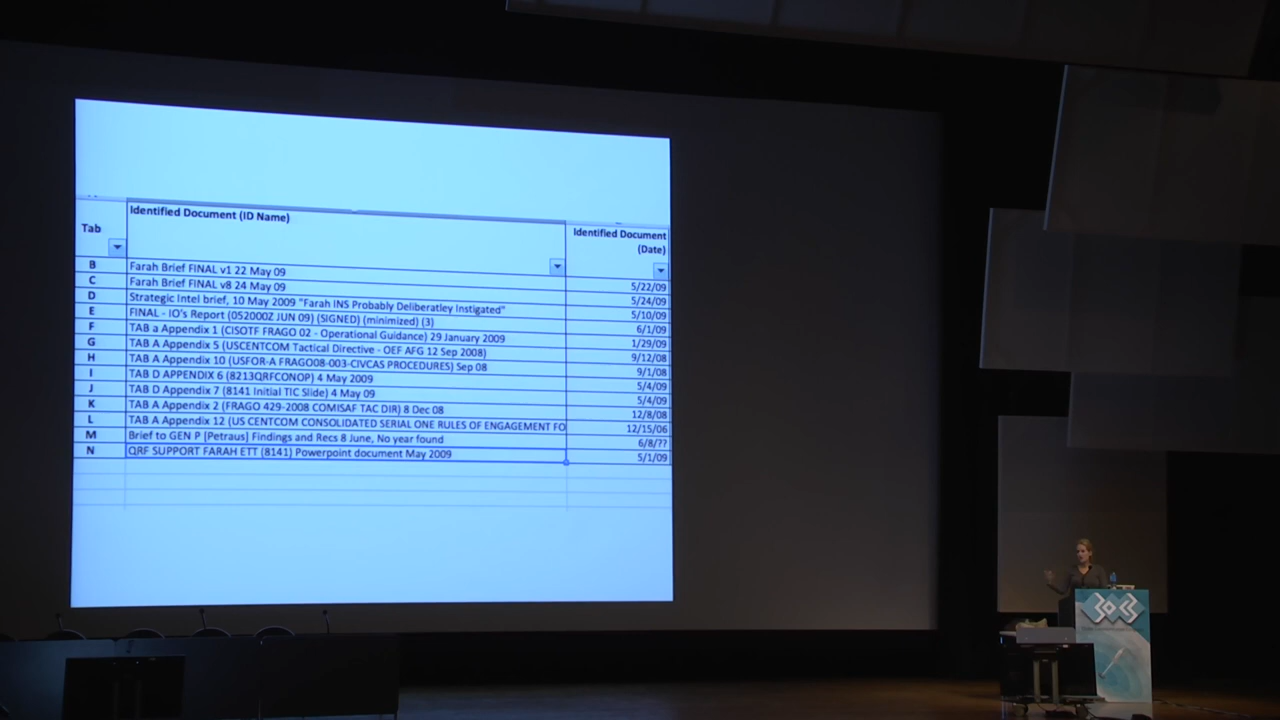 Tab Identified Document (ID Name) Identified Document (Date)
B Farah Brief FINAL v1 22 May 09 5/22/09
C Farah Brief FINAL v8 24 May 09 5/24/09
D Strategic Intel brief, 10 May 2009 "Farah INS Probably Deliberatley Instigated" 5/10/09
E FINAL - IO's Report (052000Z JUN 09) (SIGNED) (minimized) (3) 6/1/09
F TAB a Appendix 1 (CJSOTF FRAGO 02 - Operational Guidance) 29 January 2009 1/29/09
G TAB A Appendix 5 (USCENTCOM Tactical Directive - OEF AFG 12 Sep 2008) 9/12/08
H TAB A Appendix 10 (USFOR-A FRAGO08-003-CIVCAS PROCEDURES) Sep 08 9/1/08
I TAB D APPENDIX 6 (8213QRFCONOP) 4 May 2009 5/4/09
J TAB D Appendix 7 (8141 Initial TIC Slide) 4 May 09 5/4/09
K TAB A Appendix 2 (FRAGO 429-2008 COMISAF TAC DIR) 8 Dec 08 12/8/08
L TAB A Appendix 12 (US CENTCOM CONSOLIDATED SERIAL ONE RULES OF ENGAGEMENT FO 12/15/06
M Brief to GEN P [Petraus] Findings and Recs 8 June, No year found 6/8/??
N QRF SUPPORT FARAH ETT (8141) Powerpoint document May 2009 5/1/09
30C3